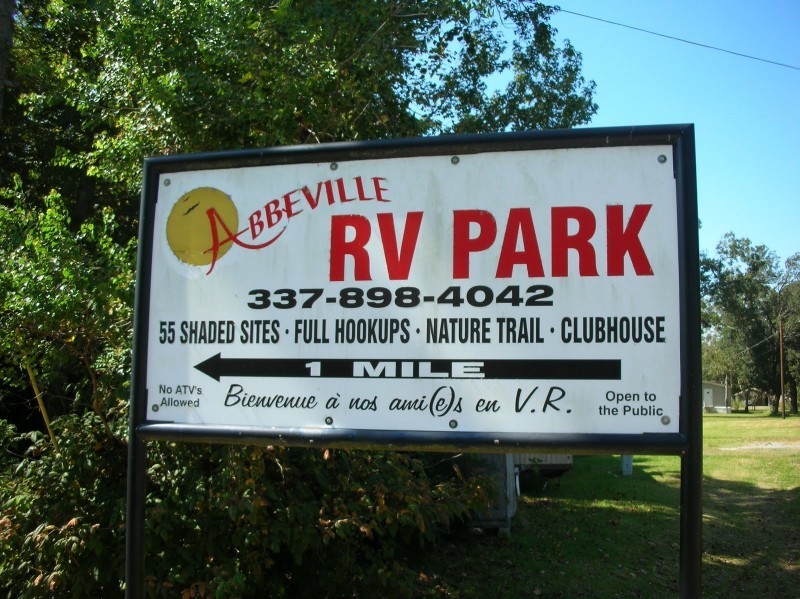 ABBEVILLE
RV PARK
337-898-4042
55 SHADED SITES · FULL HOOKUPS · NATURE TRAIL · CLUBHOUSE
1 MILE
No ATV's
Allowed
Bienvenue à nos ami(e)s en V.R.
Open to
the Public